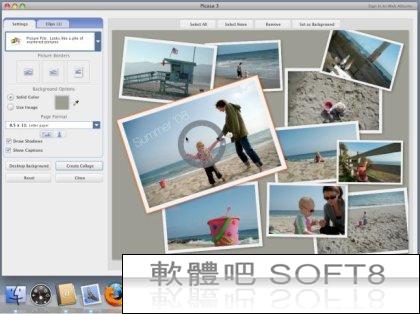 Picasa 3
Sign in to Web Albums
Settings
Clips (1)
Select All
Select None
Remove
Set as Background
Picture Pile: Looks like a pile of
scattered pictures
Picture Borders
Background Options
Solid Color
Use Image
Page Format
8.5 x 11: Letter paper
Draw Shadows
Show Captions
Desktop Background
Create Collage
Reset
Close
Summer '08
軟體吧 SOFT8